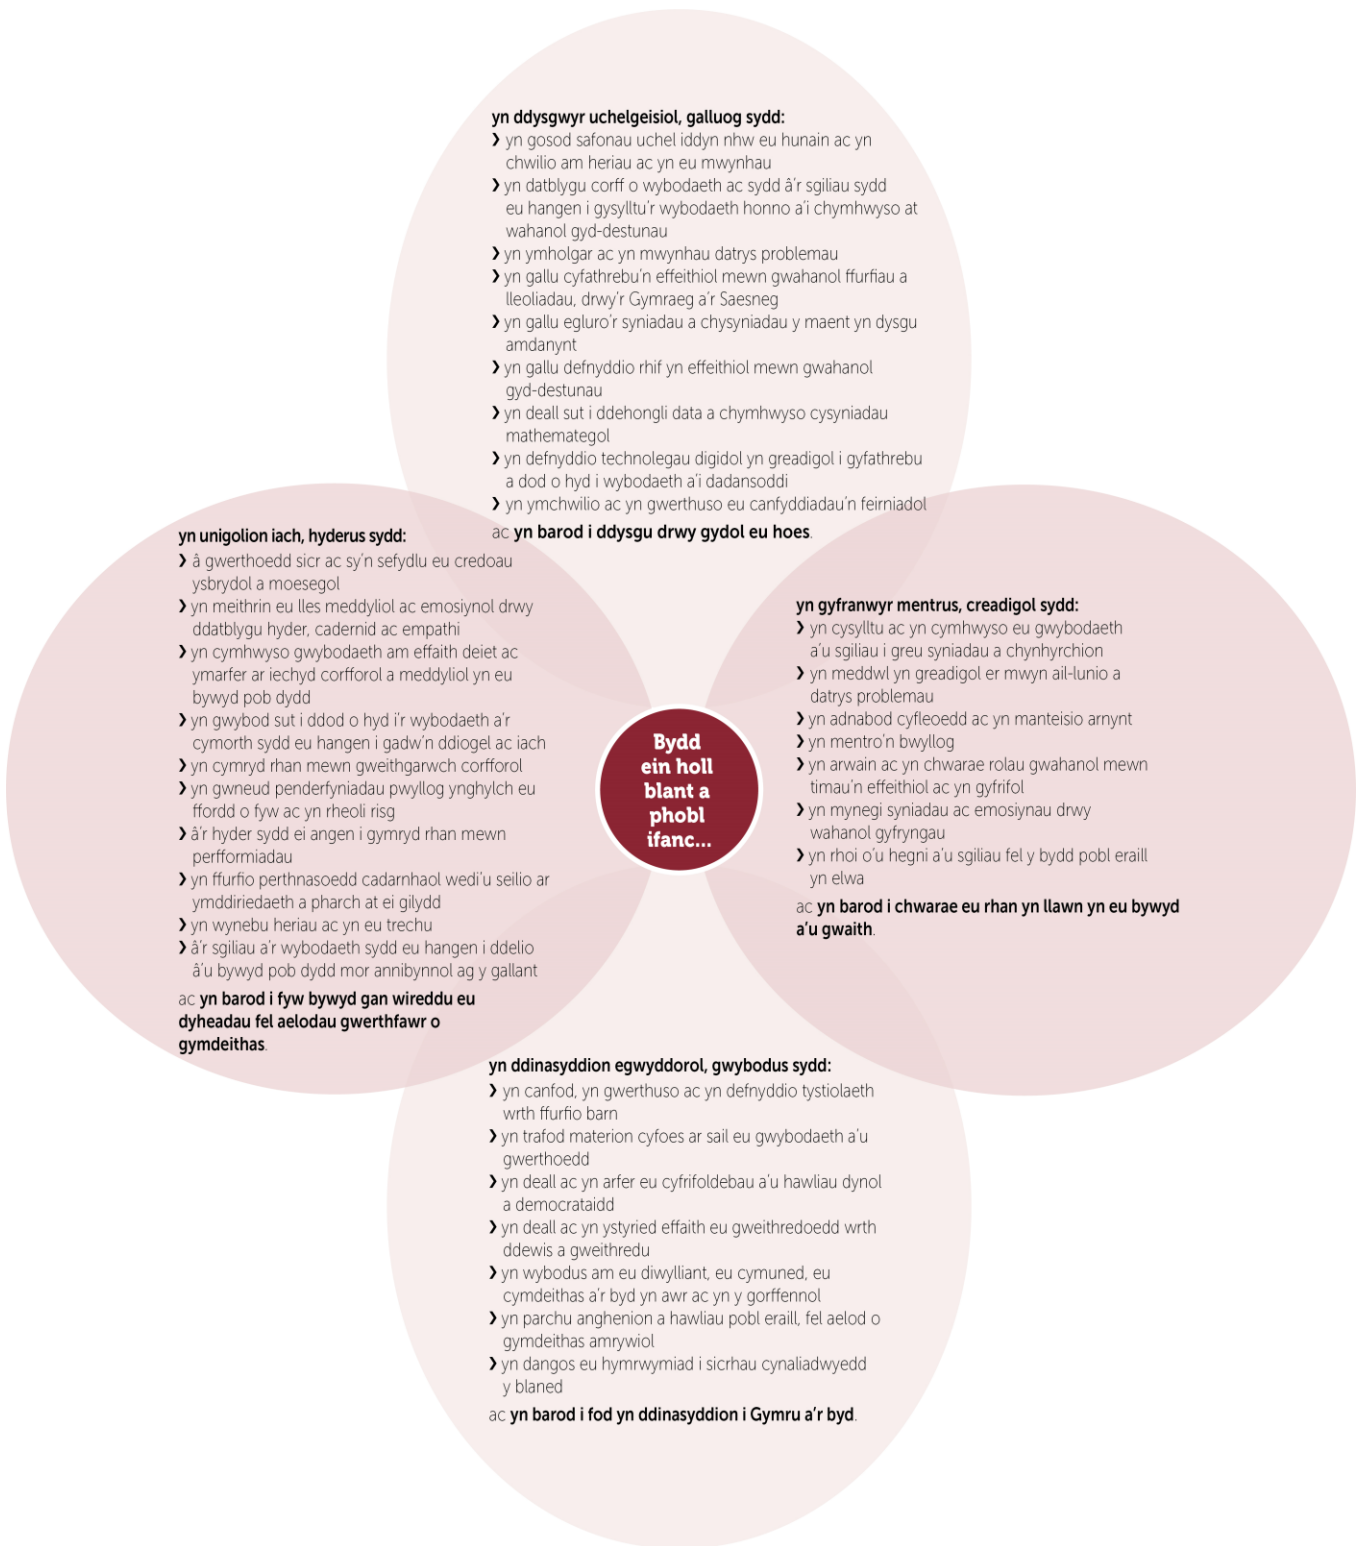 yn ddysgwyr uchelgeisiol, galluog sydd:
❯ yn gosod safonau uchel iddyn nhw eu hunain ac yn
chwilio am heriau ac yn eu mwynhau
❯ yn datblygu corff o wybodaeth ac sydd â’r sgiliau sydd
eu hangen i gysylltu’r wybodaeth honno a’i chymhwyso at
wahanol gyd-destunau
❯ yn ymholgar ac yn mwynhau datrys problemau
❯ yn gallu cyfathrebu’n effeithiol mewn gwahanol ffurfiau a
lleoliadau, drwy’r Gymraeg a’r Saesneg
❯ yn gallu egluro’r syniadau a chysyniadau y maent yn dysgu
amdanynt
❯ yn gallu defnyddio rhif yn effeithiol mewn gwahanol
gyd-destunau
❯ yn deall sut i ddehongli data a chymhwyso cysyniadau
mathemategol
❯ yn defnyddio technolegau digidol yn greadigol i gyfathrebu
a dod o hyd i wybodaeth a’i dadansoddi
❯ yn ymchwilio ac yn gwerthuso eu canfyddiadau’n feirniadol
ac yn barod i ddysgu drwy gydol eu hoes.
yn unigolion iach, hyderus sydd:
❯ â gwerthoedd sicr ac sy’n sefydlu eu credoau
ysbrydol a moesegol
❯ yn meithrin eu lles meddyliol ac emosiynol drwy
ddatblygu hyder, cadernid ac empathi
❯ yn cymhwyso gwybodaeth am effaith deiet ac
ymarfer ar iechyd corfforol a meddyliol yn eu
bywyd pob dydd
❯ yn gwybod sut i ddod o hyd i’r wybodaeth a’r
cymorth sydd eu hangen i gadw’n ddiogel ac iach
❯ yn cymryd rhan mewn gweithgarwch corfforol
❯ yn gwneud penderfyniadau pwyllog ynghylch eu
ffordd o fyw ac yn rheoli risg
❯ â’r hyder sydd ei angen i gymryd rhan mewn
perfformiadau
❯ yn ffurfio perthnasoedd cadarnhaol wedi’u seilio ar
ymddiriedaeth a pharch at ei gilydd
❯ yn wynebu heriau ac yn eu trechu
❯ â’r sgiliau a’r wybodaeth sydd eu hangen i ddelio
â’u bywyd pob dydd mor annibynnol ag y gallant
ac yn barod i fyw bywyd gan wireddu eu
dyheadau fel aelodau gwerthfawr o
gymdeithas.
Bydd
ein holl
blant a
phobl
ifanc...
yn gyfranwyr mentrus, creadigol sydd:
❯ yn cysylltu ac yn cymhwyso eu gwybodaeth
a’u sgiliau i greu syniadau a chynhyrchion
❯ yn meddwl yn greadigol er mwyn ail-lunio a
datrys problemau
❯ yn adnabod cyfleoedd ac yn manteisio arnynt
❯ yn mentro’n bwyllog
❯ yn arwain ac yn chwarae rolau gwahanol mewn
timau’n effeithiol ac yn gyfrifol
❯ yn mynegi syniadau ac emosiynau drwy
wahanol gyfryngau
❯ yn rhoi o’u hegni a’u sgiliau fel y bydd pobl eraill
yn elwa
ac yn barod i chwarae eu rhan yn llawn yn eu bywyd
a’u gwaith.
yn ddinasyddion egwyddorol, gwybodus sydd:
❯ yn canfod, yn gwerthuso ac yn defnyddio tystiolaeth
wrth ffurfio barn
❯ yn trafod materion cyfoes ar sail eu gwybodaeth a’u
gwerthoedd
❯ yn deall ac yn arfer eu cyfrifoldebau a’u hawliau dynol
a democrataidd
❯ yn deall ac yn ystyried effaith eu gweithredoedd wrth
ddewis a gweithredu
❯ yn wybodus am eu diwylliant, eu cymuned, eu
cymdeithas a’r byd yn awr ac yn y gorffennol
❯ yn parchu anghenion a hawliau pobl eraill, fel aelod o
gymdeithas amrywiol
❯ yn dangos eu hymrwymiad i sicrhau cynaliadwyedd
y blaned
ac yn barod i fod yn ddinasyddion i Gymru a’r byd.